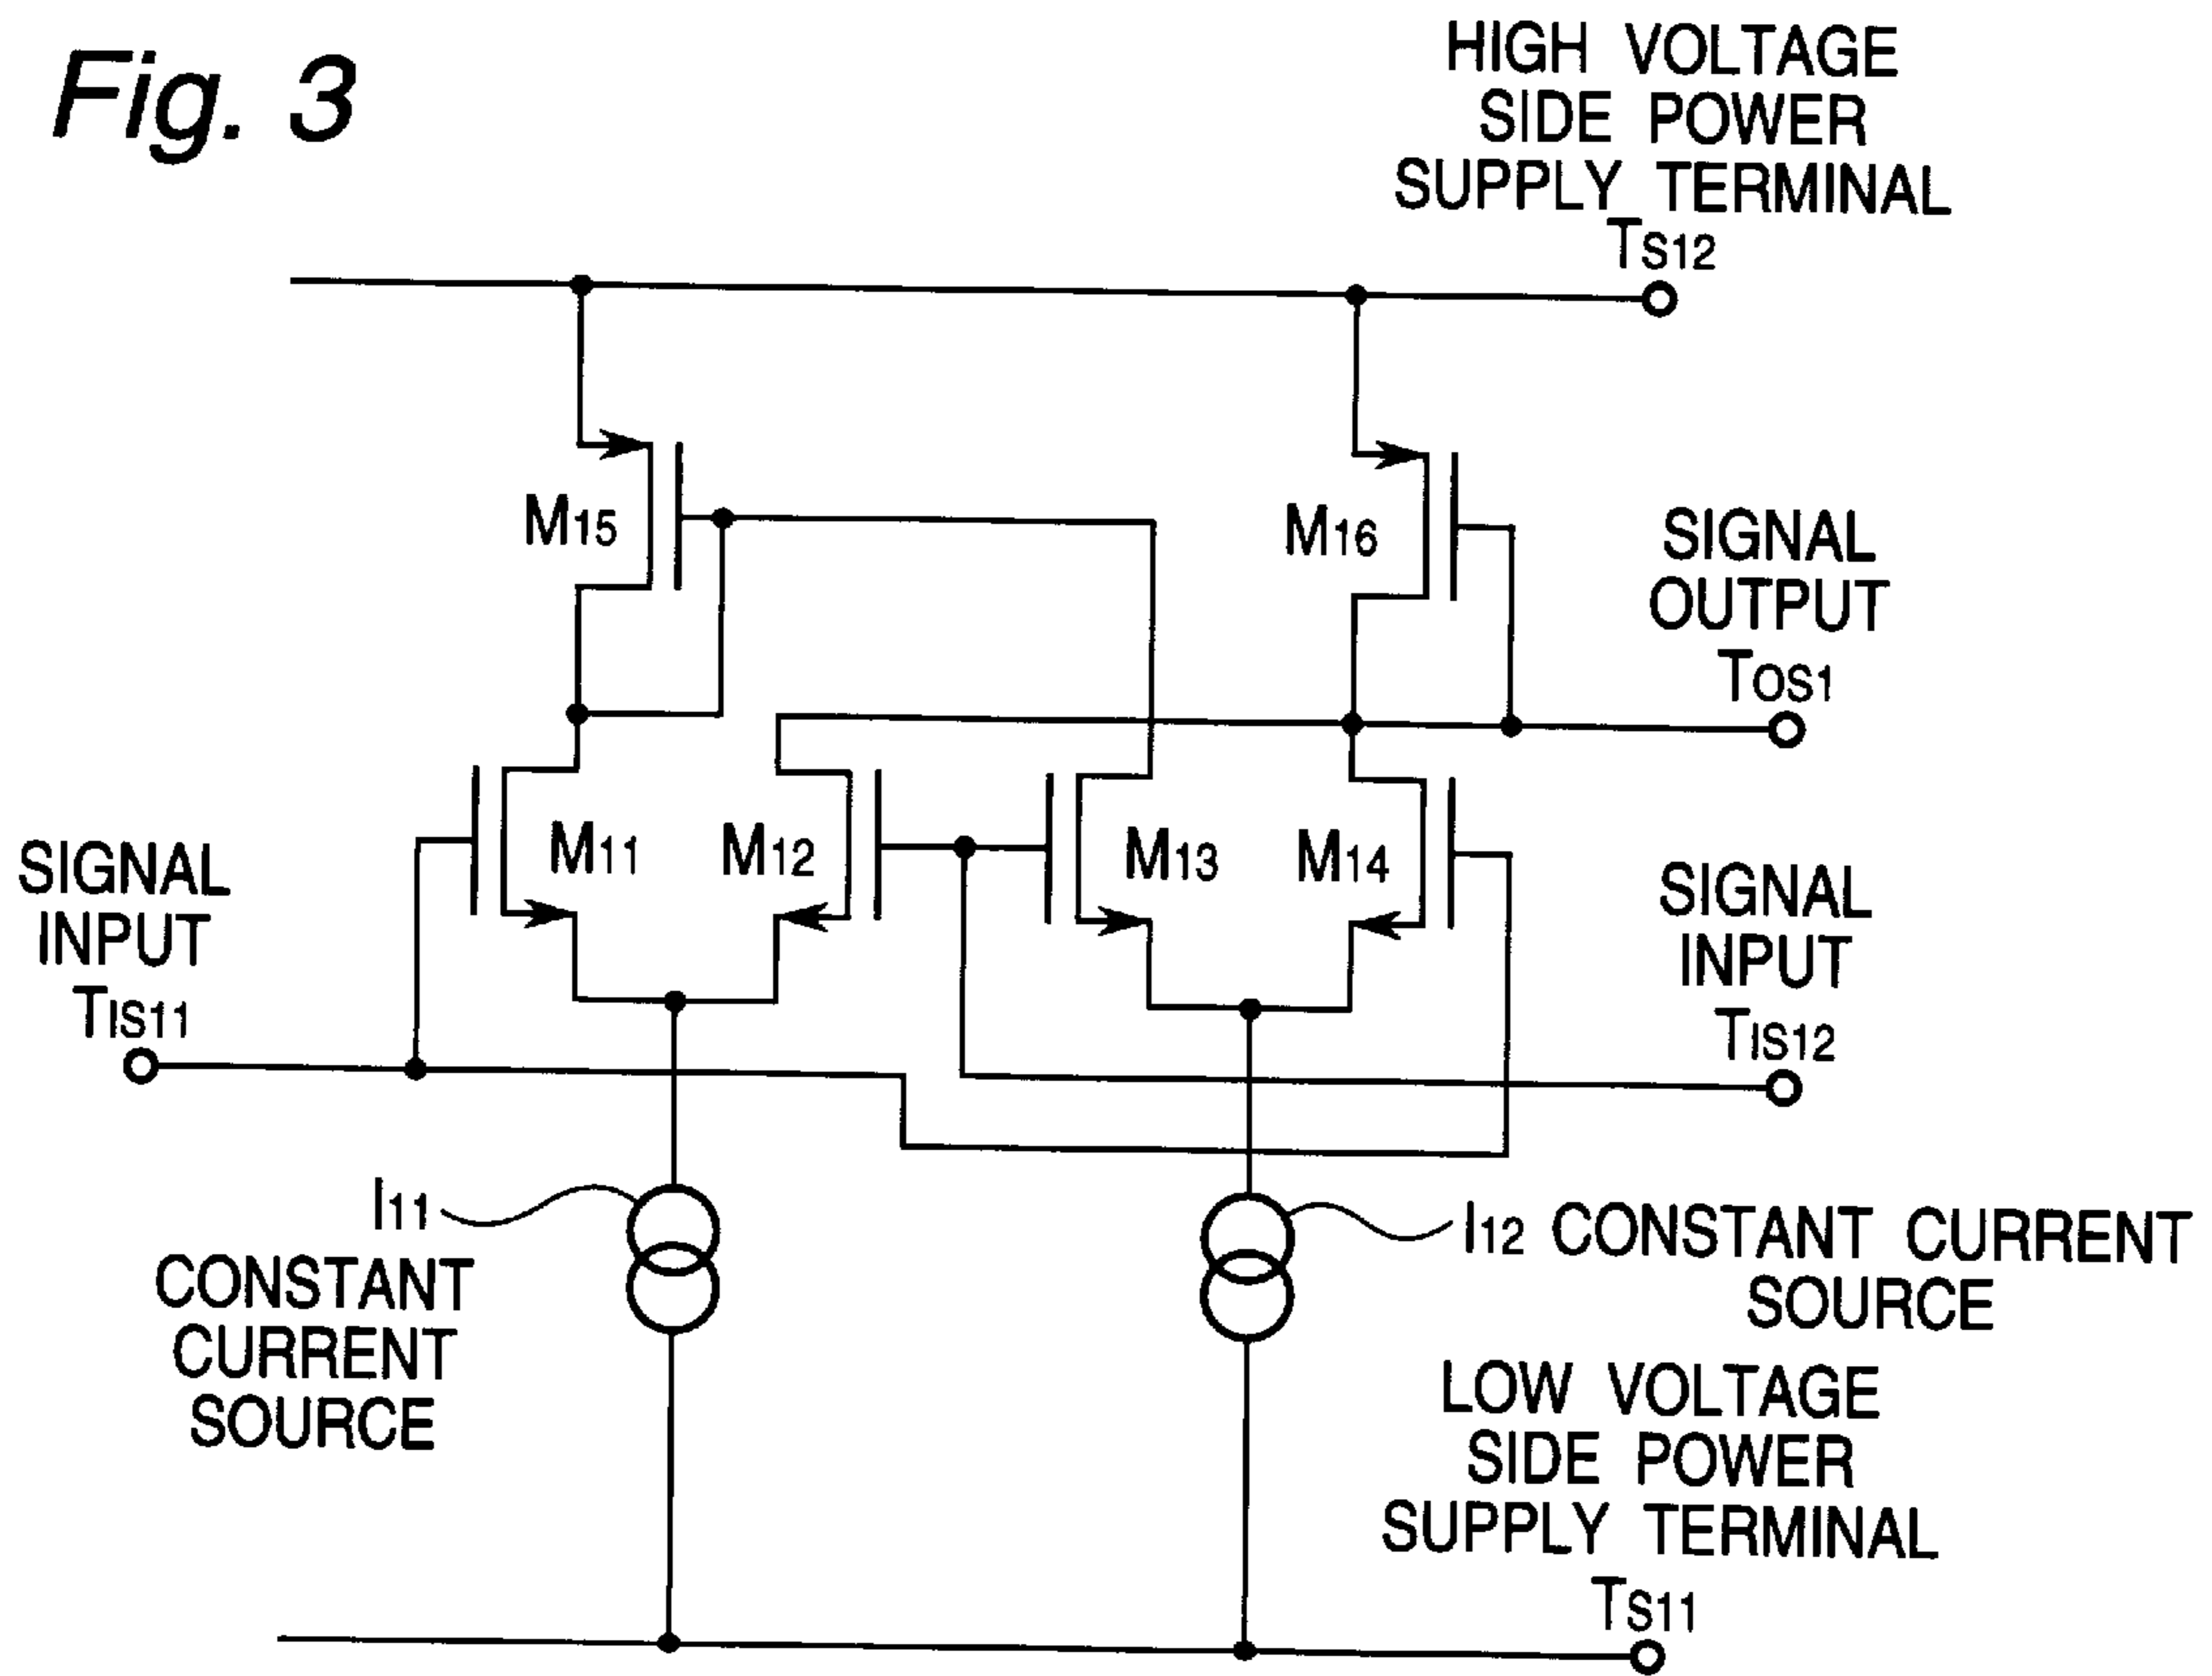 Fig. 3
HIGH VOLTAGE
SIDE POWER
SUPPLY TERMINAL
TS12
M15
M16
SIGNAL
OUTPUT
TOS1
M11
M12
M13
M14
SIGNAL
INPUT
TIS11
SIGNAL
INPUT
TIS12
I11
CONSTANT
CURRENT
SOURCE
I12 CONSTANT CURRENT
SOURCE
LOW VOLTAGE
SIDE POWER
SUPPLY TERMINAL
TS11